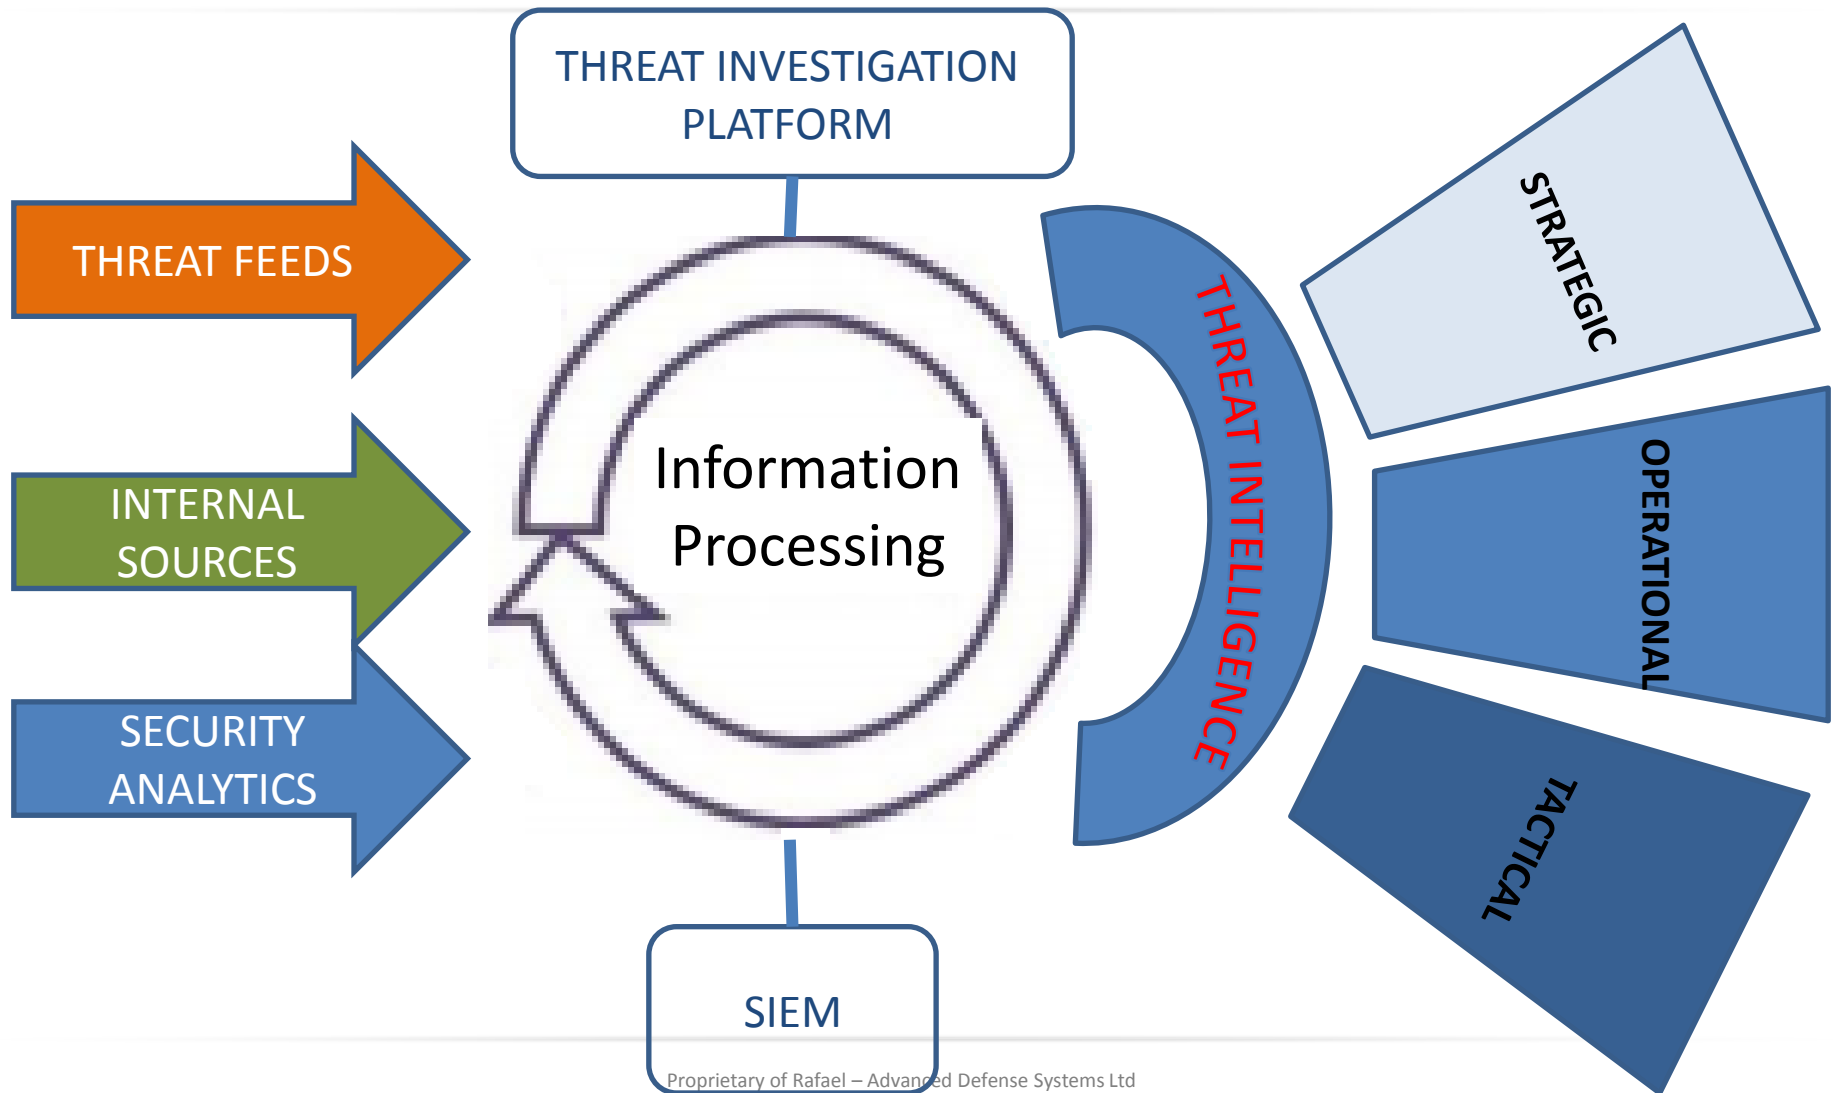 THREAT INVESTIGATION
PLATFORM
THREAT FEEDS
INTERNAL
SOURCES
SECURITY
ANALYTICS
Information
Processing
THREAT INTELLIGENCE
STRATEGIC
OPERATIONAL
TACTICAL
SIEM
Proprietary of Rafael – Advanced Defense Systems Ltd